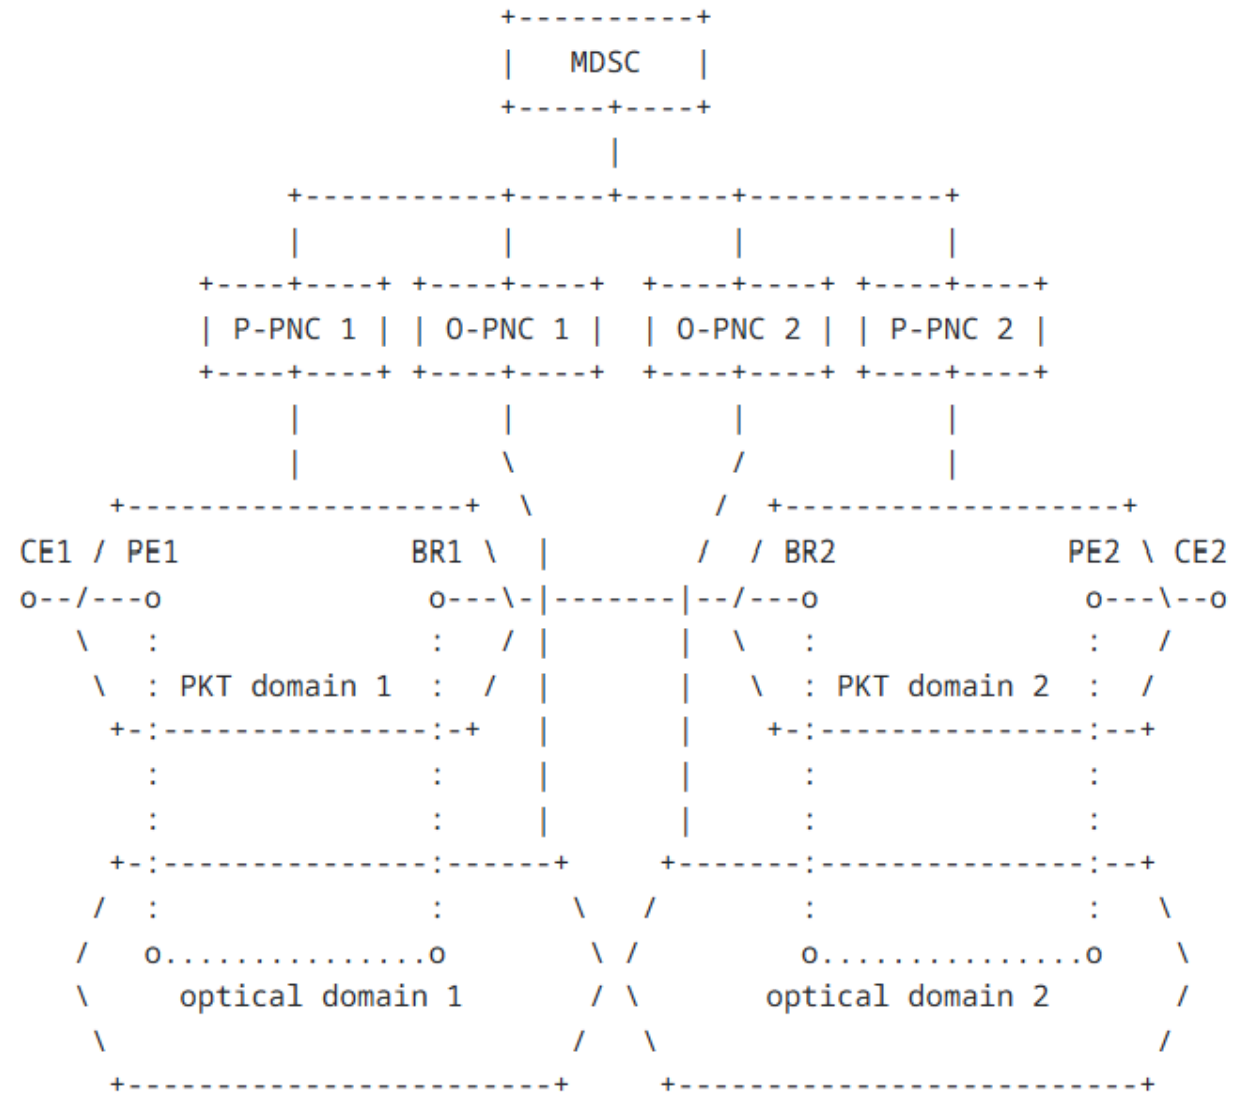 +----------+
                           |   MDSC   |
                           +-----+----+
                                 |
               +-----------+-----+------+-----------+
               |           |            |           |
          +----+----+ +----+----+  +----+----+ +----+----+
          | P-PNC 1 | | O-PNC 1 |  | O-PNC 2 | | P-PNC 2 |
          +----+----+ +----+----+  +----+----+ +----+----+
               |           |            |           |
               |           \            /           |
     +-------------------+  \          /  +-------------------+
CE1 / PE1             BR1 \  |        /  / BR2             PE2 \ CE2
o--/---o               o---\-|-------|--/---o               o---\--o
   \   :               :   / |       |  \   :               :   /
    \  : PKT domain 1  :  /  |       |   \  : PKT domain 2  :  /
     +-:---------------:-+   |       |    +-:---------------:--+
       :               :     |       |      :               :
       :               :     |       |      :               :
     +-:---------------:------+     +-------:---------------:--+
    /  :               :       \   /        :               :   \
   /   o...............o        \ /         o...............o    \
   \     optical domain 1       / \       optical domain 2       /
    \                          /   \                            /
     +------------------------+     +--------------------------+